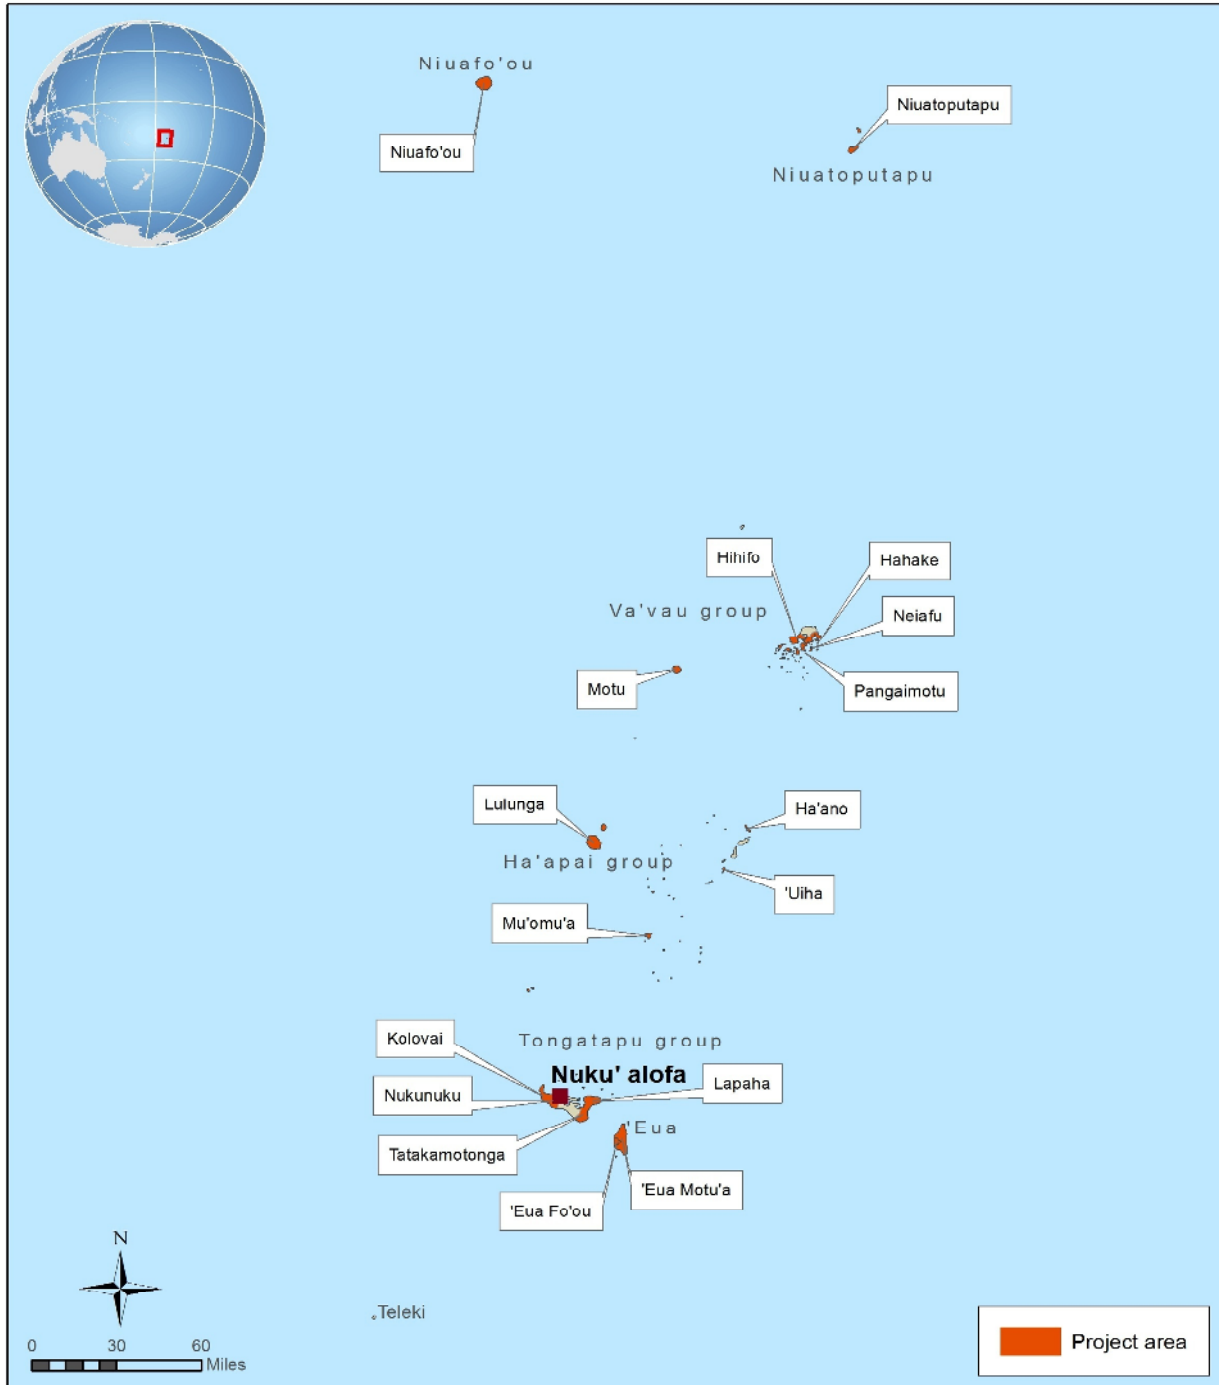 Niuafo'ou
Niuafo'ou
Niuatoputapu
Niuatoputapu
Hihifo
Hahake
Va'vau group
Neiafu
Motu
Pangaimotu
Lulunga
Ha'ano
Ha'apai group
'Uiha
Mu'omu'a
Kolovai
Tongatapu group
Nuku' alofa
Nukunuku
Lapaha
'Eua
Tatakamotonga
'Eua Motu'a
'Eua Fo'ou
N
Teleki
0 30 60
Miles
Project area